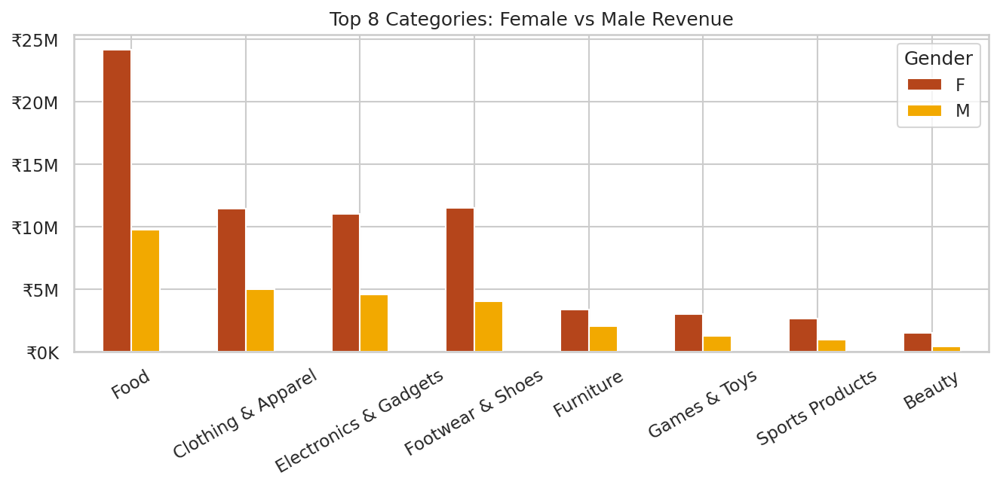 Top 8 Categories: Female vs Male Revenue
₹25M
₹20M
₹15M
₹10M
₹5M
₹0K
Gender
F
M
Food
Clothing & Apparel
Electronics & Gadgets
Footwear & Shoes
Furniture
Games & Toys
Sports Products
Beauty